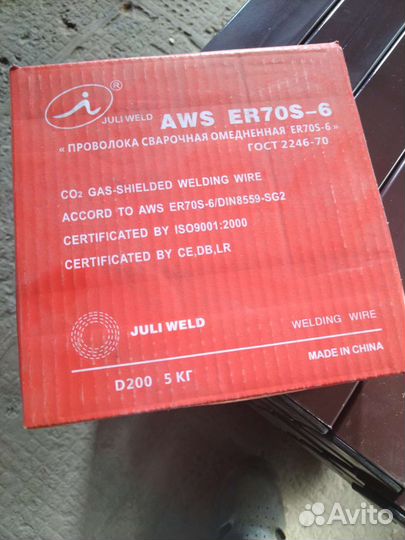 ®
JULI WELD AWS ER70S-6
« ПРОВОЛОКА СВАРОЧНАЯ ОМЕДНЕННАЯ ER70S-6 »
ГОСТ 2246-70
CO₂ GAS-SHIELDED WELDING WIRE
ACCORD TO AWS ER70S-6/DIN8559-SG2
CERTIFICATED BY ISO9001:2000
CERTIFICATED BY CE,DB,LR
JULI WELD
WELDING WIRE
MADE IN CHINA
D200 5 КГ
Avito